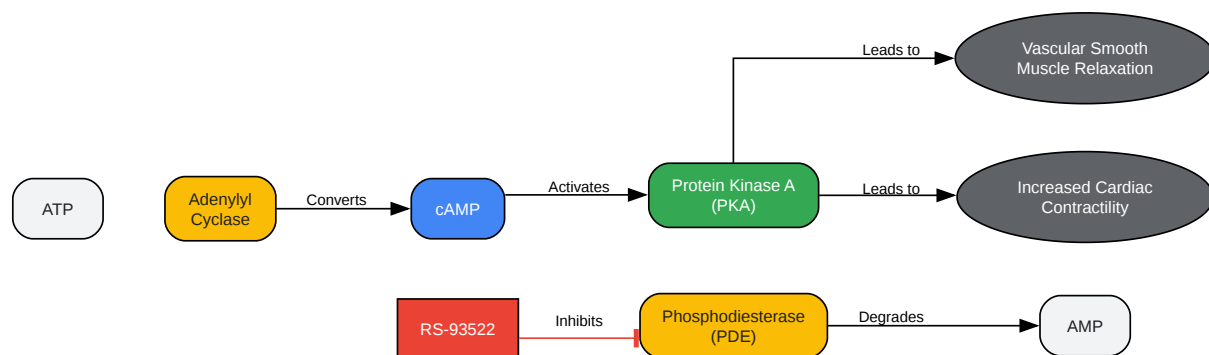 Leads to
Vascular Smooth
Muscle Relaxation
ATP
Adenylyl
Cyclase
Converts
cAMP
Activates
Protein Kinase A
(PKA)
Leads to
Increased Cardiac
Contractility
RS-93522
Inhibits
Phosphodiesterase
(PDE)
Degrades
AMP